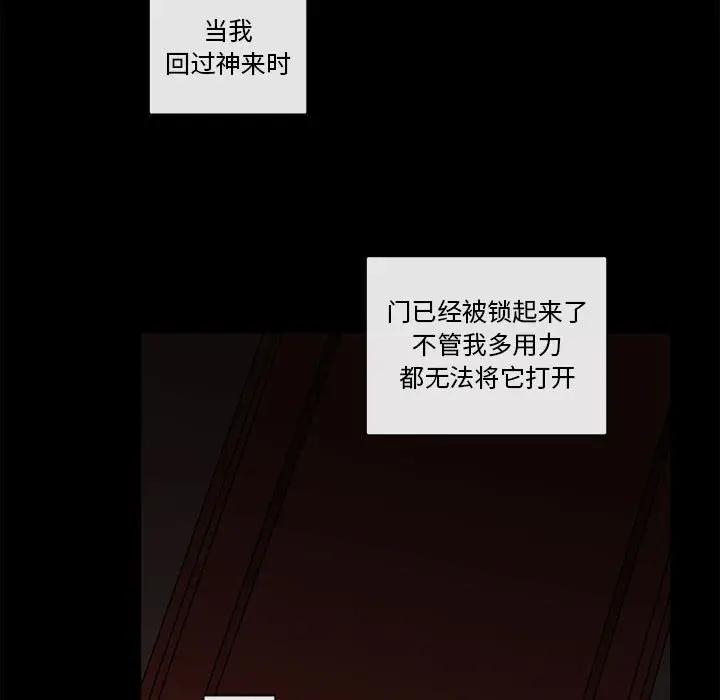 当我
回过神来时
门已经被锁起来了
不管我多用力
都无法将它打开